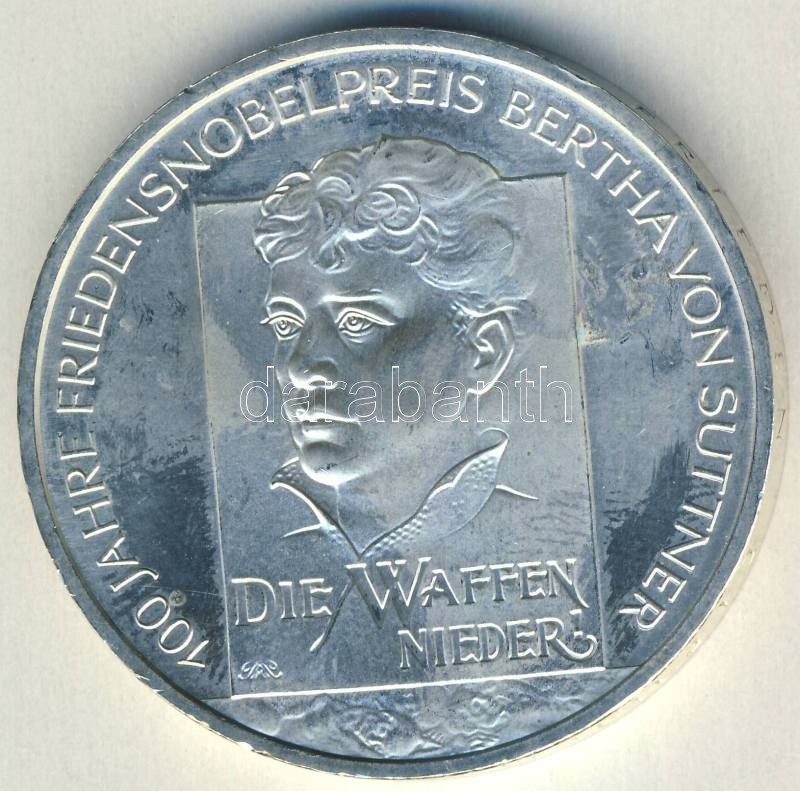 100 JAHRE FRIEDENSNOBELPREIS BERTHA VON SUTTNER
darabanth
DIE WAFFEN
NIEDER!